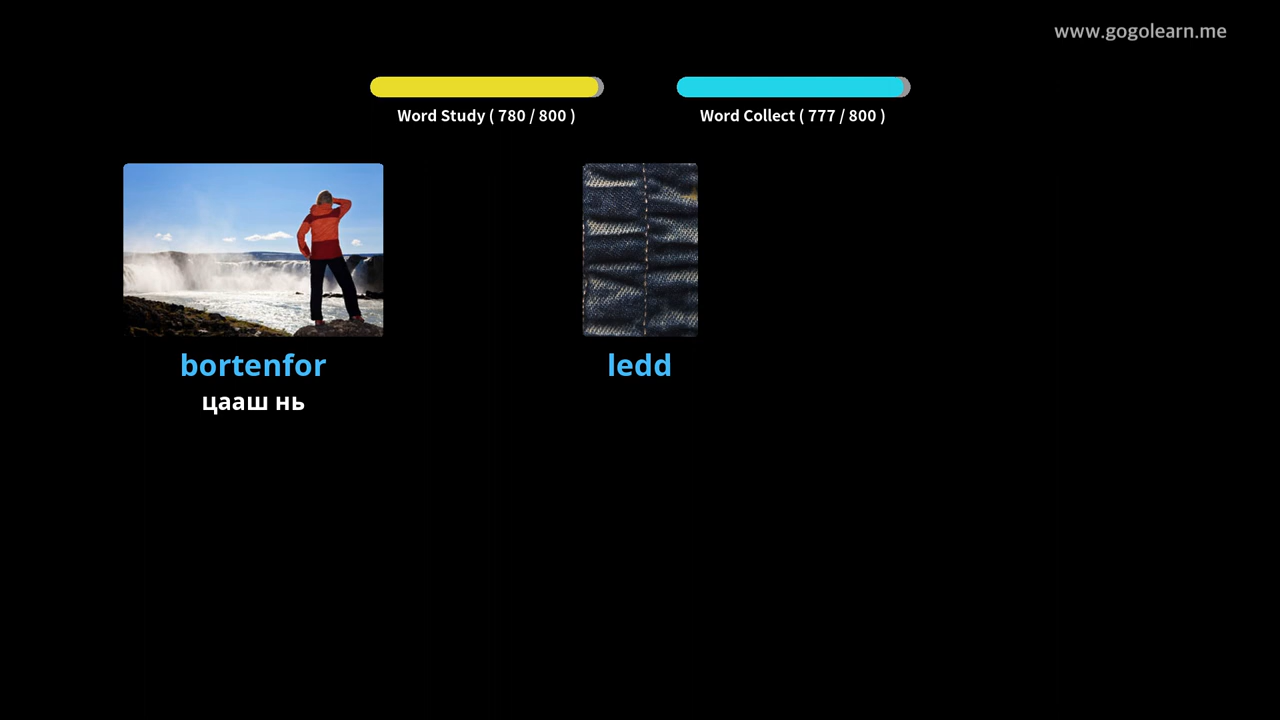 www.gogolearn.me
Word Study ( 780 / 800 )
Word Collect ( 777 / 800 )
bortenfor
ledd
цааш нь